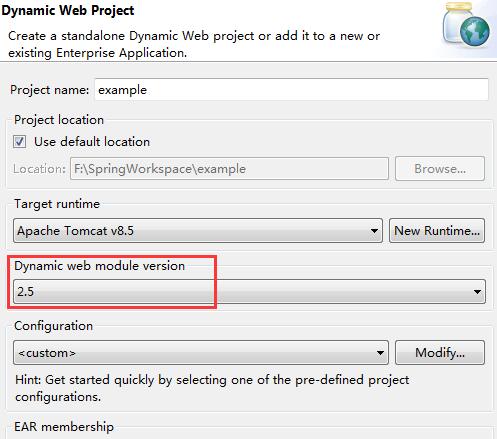 Dynamic Web Project
Create a standalone Dynamic Web project or add it to a new or
existing Enterprise Application.
Project name: example
Project location
Use default location
Location: F:\SpringWorkspace\example Browse...
Target runtime
Apache Tomcat v8.5 New Runtime...
Dynamic web module version
2.5
Configuration
<custom> Modify...
Hint: Get started quickly by selecting one of the pre-defined project
configurations.
EAR membership